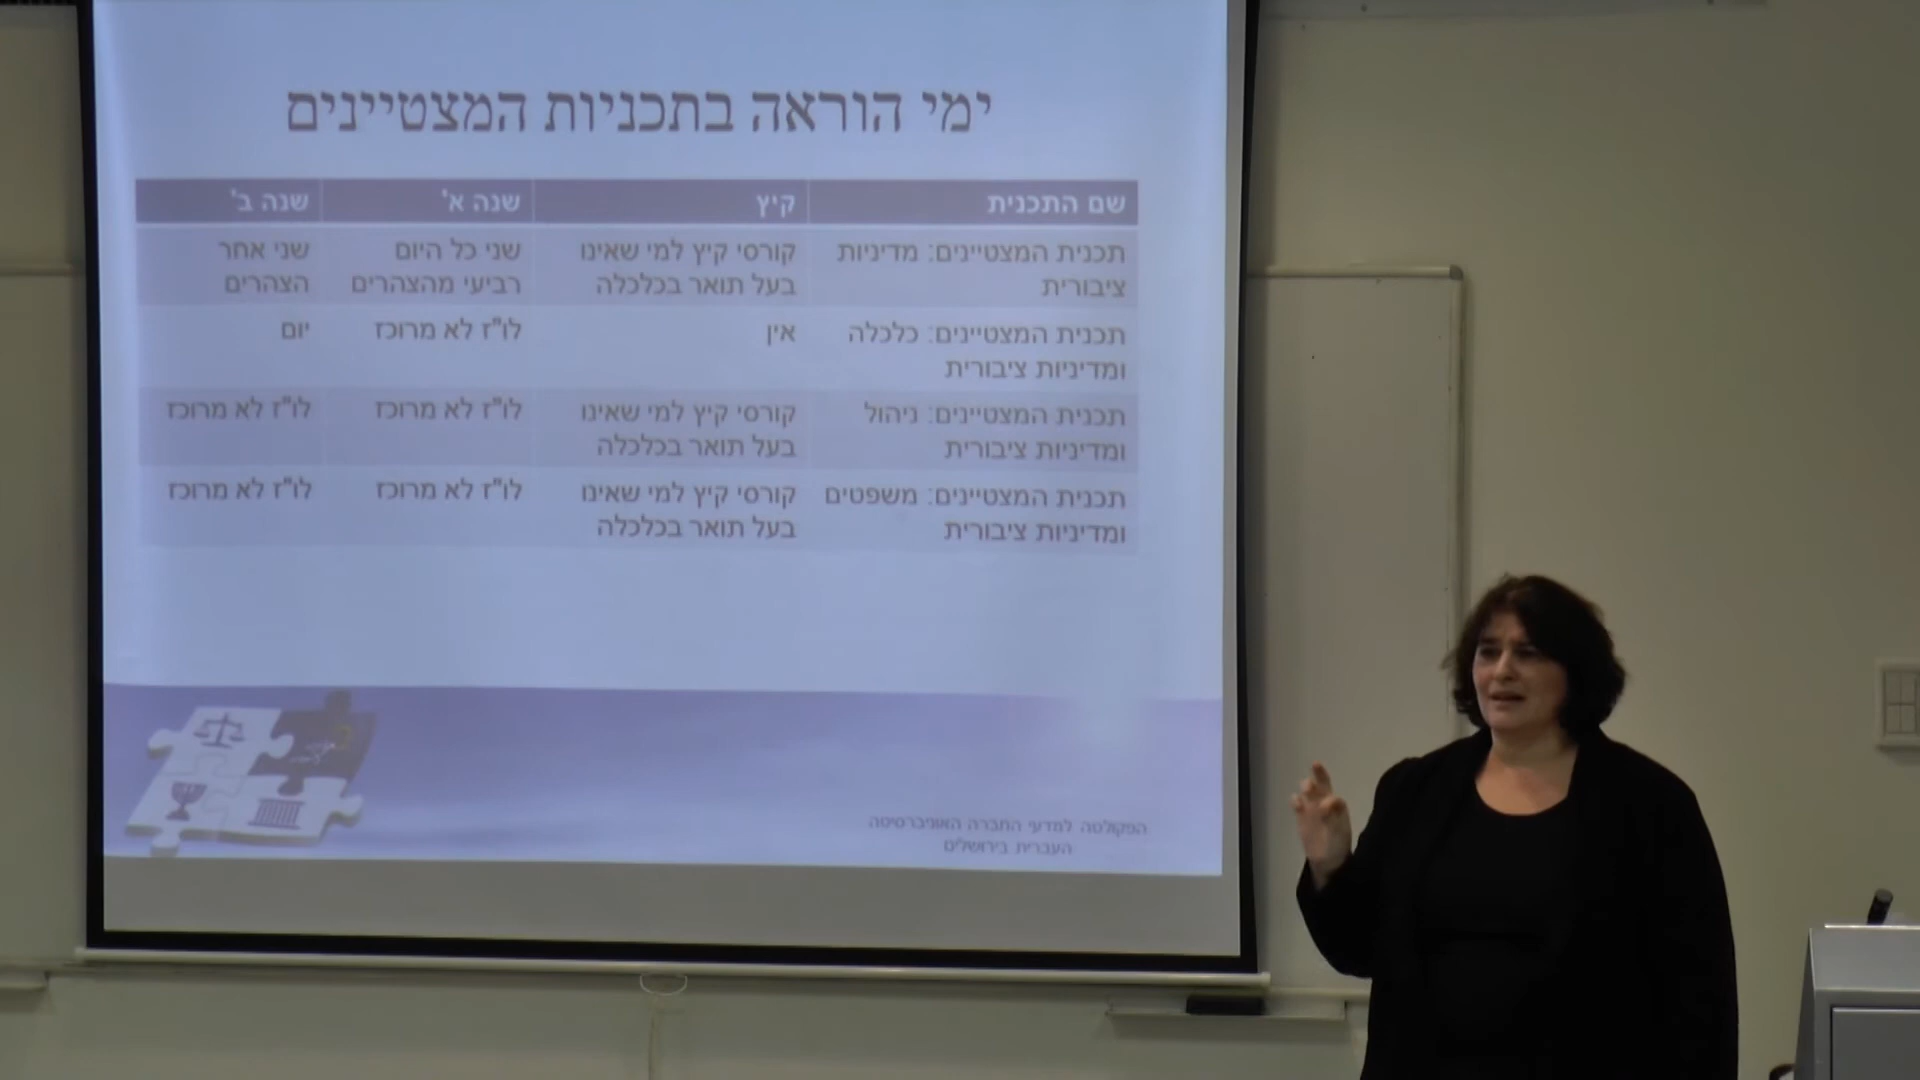 ימי הוראה בתכניות המצטיינים
שם התכנית קיץ שנה א' שנה ב'
תכנית המצטיינים: מדיניות קורסי קיץ למי שאינו שני כל היום שני אחר
ציבורית בעל תואר בכלכלה רביעי מהצהרים הצהרים
תכנית המצטיינים: כלכלה אין לו"ז לא מרוכז יום
ומדיניות ציבורית
תכנית המצטיינים: ניהול קורסי קיץ למי שאינו לו"ז לא מרוכז לו"ז לא מרוכז
ומדיניות ציבורית בעל תואר בכלכלה
תכנית המצטיינים: משפטים קורסי קיץ למי שאינו לו"ז לא מרוכז לו"ז לא מרוכז
ומדיניות ציבורית בעל תואר בכלכלה
הפקולטה למדעי החברה האוניברסיטה
העברית בירושלים